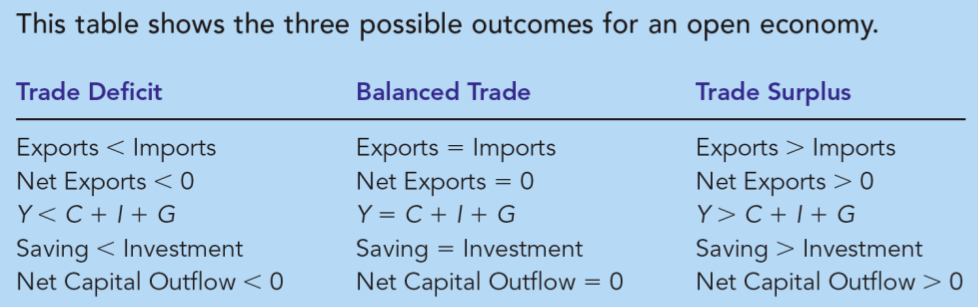 This table shows the three possible outcomes for an open economy.
Trade Deficit Balanced Trade Trade Surplus
Exports < Imports Exports = Imports Exports > Imports
Net Exports < 0 Net Exports = 0 Net Exports > 0
Y < C + I + G Y = C + I + G Y > C + I + G
Saving < Investment Saving = Investment Saving > Investment
Net Capital Outflow < 0 Net Capital Outflow = 0 Net Capital Outflow > 0